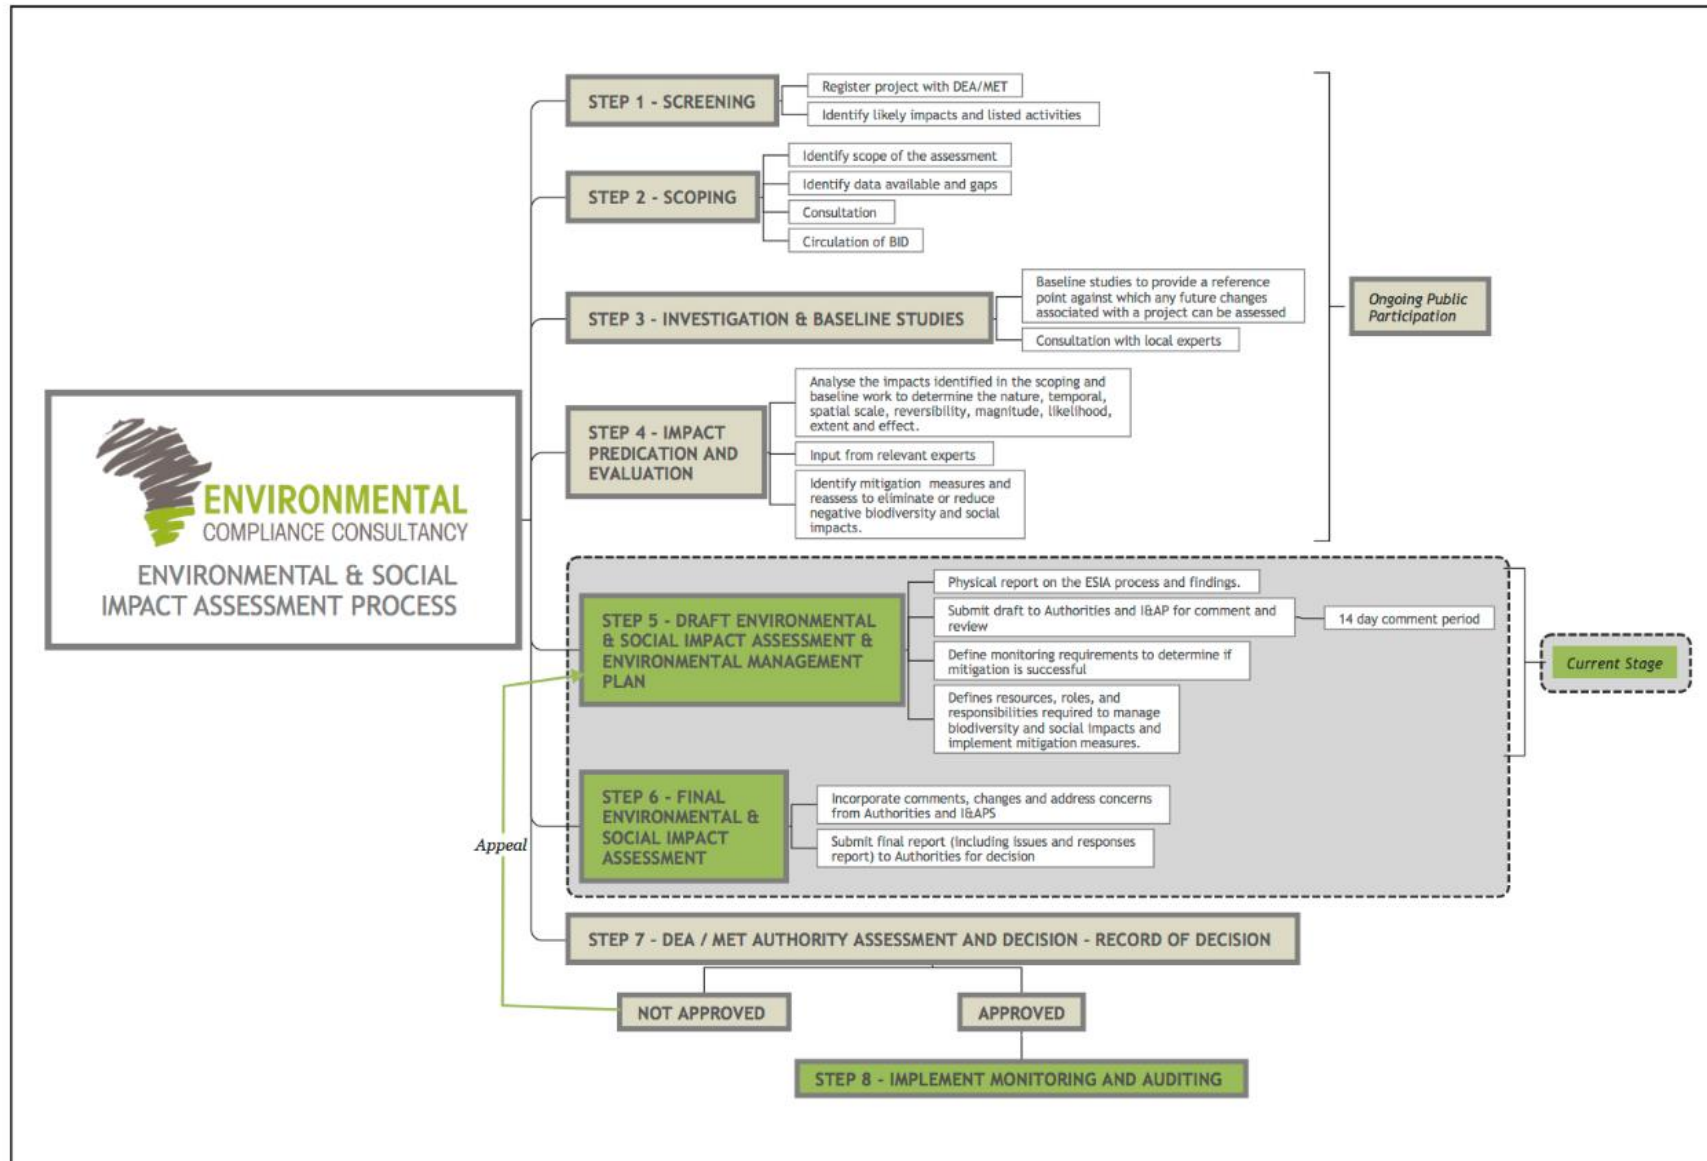 STEP 1 - SCREENING
Register project with DEA/MET
Identify likely impacts and listed activities
STEP 2 - SCOPING
Identify scope of the assessment
Identify data available and gaps
Consultation
Circulation of BID
STEP 3 - INVESTIGATION & BASELINE STUDIES
Baseline studies to provide a reference
point against which any future changes
associated with a project can be assessed
Consultation with local experts
Ongoing Public
Participation
STEP 4 - IMPACT
PREDICATION AND
EVALUATION
Analyse the impacts identified in the scoping and
baseline work to determine the nature, temporal,
spatial scale, reversibility, magnitude, likelihood,
extent and effect.
Input from relevant experts
Identify mitigation measures and
reassess to eliminate or reduce
negative biodiversity and social
impacts.
ENVIRONMENTAL
COMPLIANCE CONSULTANCY
ENVIRONMENTAL & SOCIAL
IMPACT ASSESSMENT PROCESS
STEP 5 - DRAFT ENVIRONMENTAL
& SOCIAL IMPACT ASSESSMENT &
ENVIRONMENTAL MANAGEMENT
PLAN
Physical report on the ESIA process and findings.
Submit draft to Authorities and I&AP for comment and
review
14 day comment period
Define monitoring requirements to determine if
mitigation is successful
Defines resources, roles, and
responsibilities required to manage
biodiversity and social impacts and
implement mitigation measures.
Current Stage
STEP 6 - FINAL
ENVIRONMENTAL &
SOCIAL IMPACT
ASSESSMENT
Incorporate comments, changes and address concerns
from Authorities and I&APS
Submit final report (including issues and responses
report) to Authorities for decision
Appeal
STEP 7 - DEA / MET AUTHORITY ASSESSMENT AND DECISION - RECORD OF DECISION
NOT APPROVED
APPROVED
STEP 8 - IMPLEMENT MONITORING AND AUDITING